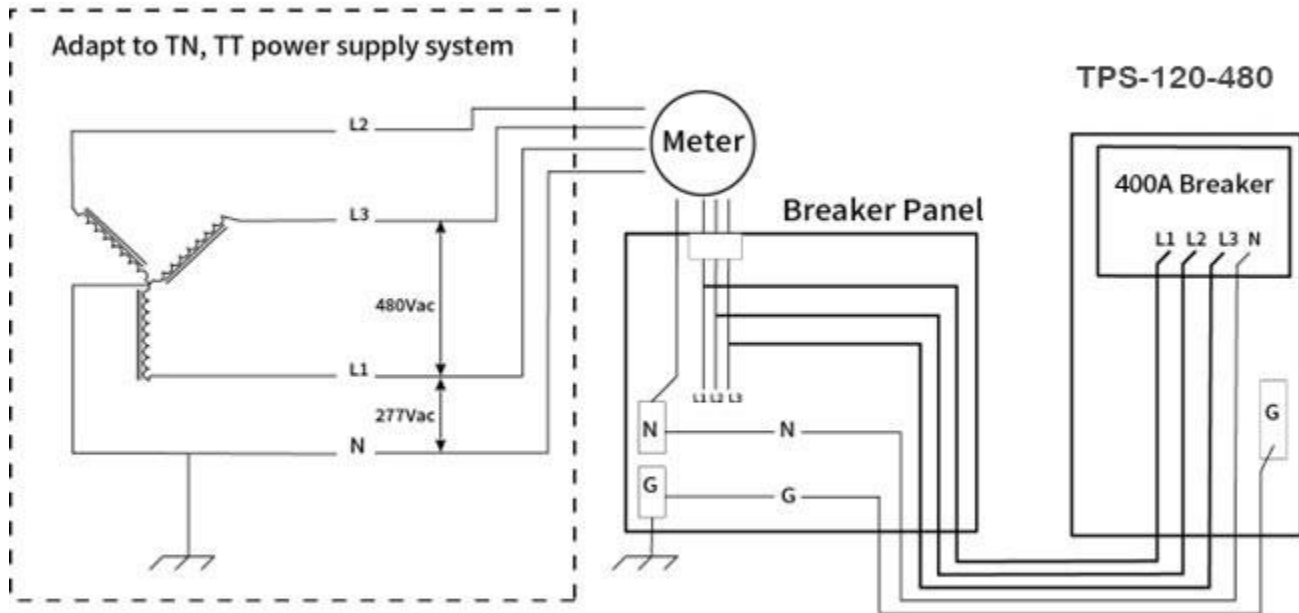 Adapt to TN, TT power supply system
TPS-120-480
L2
Meter
400A Breaker
L3
Breaker Panel
L1 L2 L3 N
480Vac
L1
L1 L2 L3
277Vac
G
N
N
N
G
G